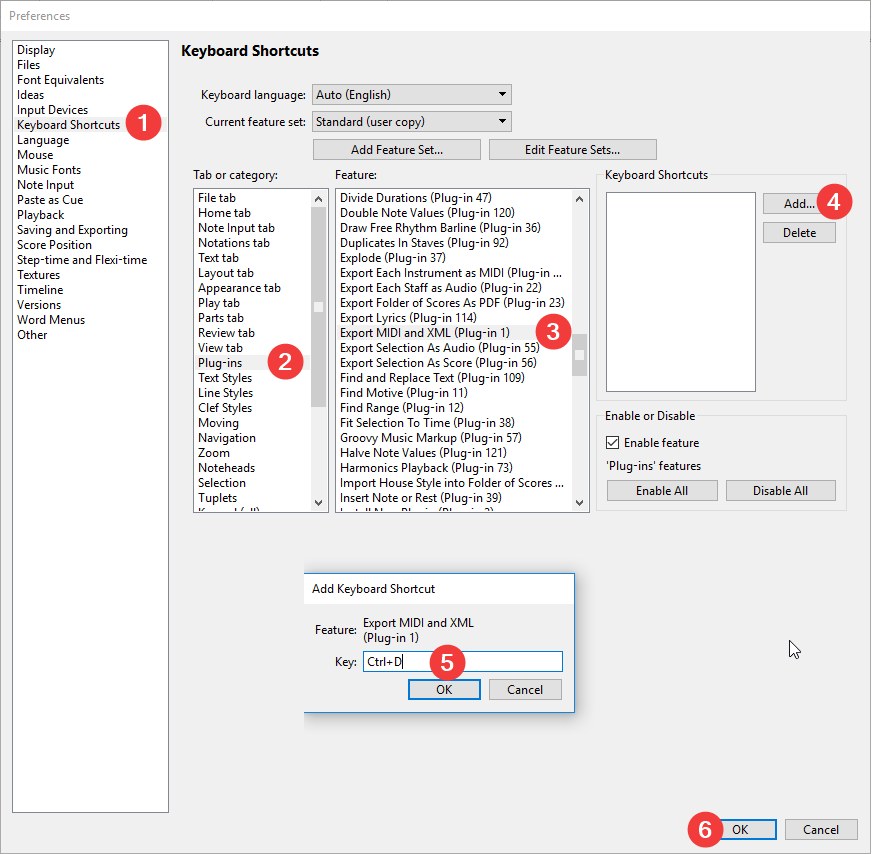 Preferences
Display
Files
Font Equivalents
Ideas
Input Devices
Keyboard Shortcuts
1
Language
Mouse
Music Fonts
Note Input
Paste as Cue
Playback
Saving and Exporting
Score Position
Step-time and Flexi-time
Textures
Timeline
Versions
Word Menus
Other
Keyboard Shortcuts
Keyboard language: Auto (English)
Current feature set: Standard (user copy)
Add Feature Set...
Edit Feature Sets...
Tab or category:
File tab
Home tab
Note Input tab
Notations tab
Text tab
Layout tab
Appearance tab
Play tab
Parts tab
Review tab
View tab
Plug-ins
2
Text Styles
Line Styles
Clef Styles
Moving
Navigation
Zoom
Noteheads
Selection
Tuplets
Feature:
Divide Durations (Plug-in 47)
Double Note Values (Plug-in 120)
Draw Free Rhythm Barline (Plug-in 36)
Duplicates In Staves (Plug-in 92)
Explode (Plug-in 37)
Export Each Instrument as MIDI (Plug-in ...
Export Each Staff as Audio (Plug-in 22)
Export Folder of Scores As PDF (Plug-in 23)
Export Lyrics (Plug-in 114)
Export MIDI and XML (Plug-in 1)
3
Export Selection As Audio (Plug-in 55)
Export Selection As Score (Plug-in 56)
Find and Replace Text (Plug-in 109)
Find Motive (Plug-in 11)
Find Range (Plug-in 12)
Fit Selection To Time (Plug-in 38)
Groovy Music Markup (Plug-in 57)
Halve Note Values (Plug-in 121)
Harmonics Playback (Plug-in 73)
Import House Style into Folder of Scores ...
Insert Note or Rest (Plug-in 39)
Keyboard Shortcuts
Add...
4
Delete
Enable or Disable
Enable feature
'Plug-ins' features
Enable All
Disable All
Add Keyboard Shortcut
Feature: Export MIDI and XML
(Plug-in 1)
Key: Ctrl+D
5
OK
Cancel
6
OK
Cancel